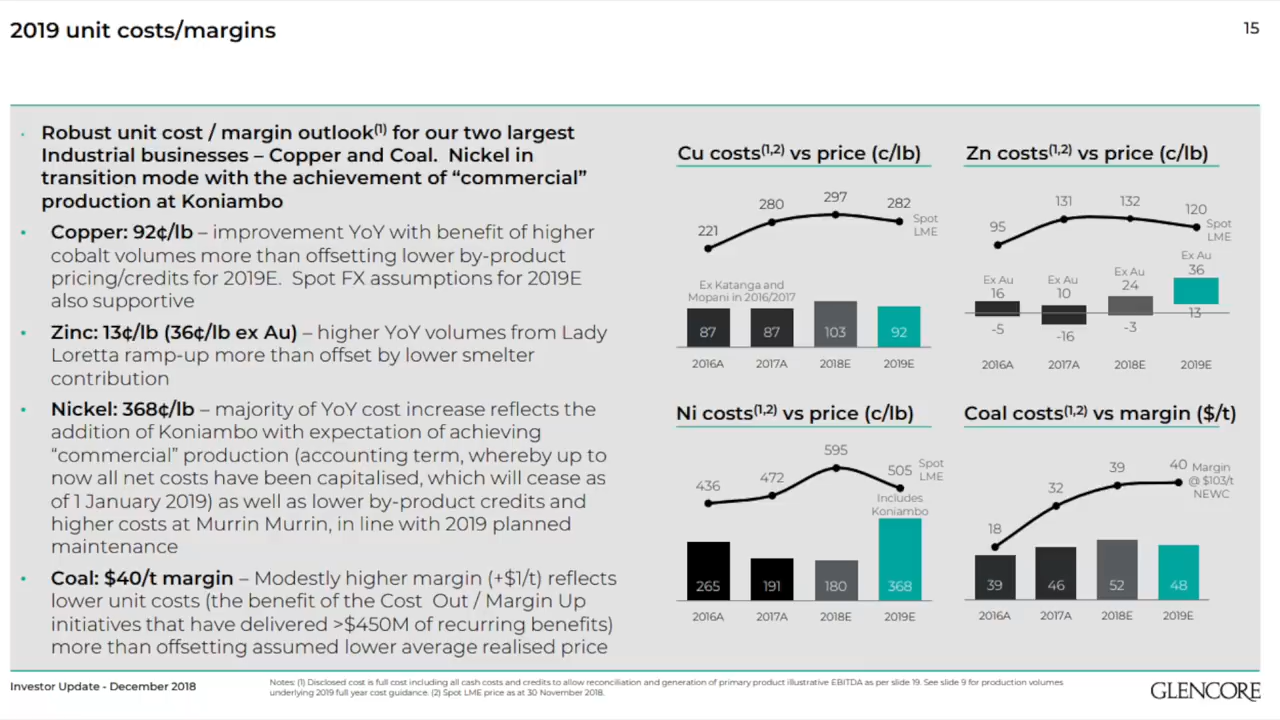 2019 unit costs/margins
15
• Robust unit cost / margin outlook(1) for our two largest
Industrial businesses – Copper and Coal. Nickel in
transition mode with the achievement of “commercial”
production at Koniambo
• Copper: 92¢/lb – improvement YoY with benefit of higher
cobalt volumes more than offsetting lower by-product
pricing/credits for 2019E. Spot FX assumptions for 2019E
also supportive
• Zinc: 13¢/lb (36¢/lb ex Au) – higher YoY volumes from Lady
Loretta ramp-up more than offset by lower smelter
contribution
• Nickel: 368¢/lb – majority of YoY cost increase reflects the
addition of Koniambo with expectation of achieving
“commercial” production (accounting term, whereby up to
now all net costs have been capitalised, which will cease as
of 1 January 2019) as well as lower by-product credits and
higher costs at Murrin Murrin, in line with 2019 planned
maintenance
• Coal: $40/t margin – Modestly higher margin (+$1/t) reflects
lower unit costs (the benefit of the Cost Out / Margin Up
initiatives that have delivered >$450M of recurring benefits)
more than offsetting assumed lower average realised price
Cu costs(1,2) vs price (c/lb)
221 280 297 282
Spot
LME
Ex Katanga and
Mopani in 2016/2017
87 87 103 92
2016A 2017A 2018E 2019E
Zn costs(1,2) vs price (c/lb)
95 131 132 120
Spot
LME
Ex Au Ex Au Ex Au Ex Au
16 10 24 36
-5 -16 -3 13
2016A 2017A 2018E 2019E
Ni costs(1,2) vs price (c/lb)
436 472 595 505
Spot
LME
Includes
Koniambo
265 191 180 368
2016A 2017A 2018E 2019E
Coal costs(1,2) vs margin ($/t)
18 32 39 40
Margin
@ $103/t
NEWC
39 46 52 48
2016A 2017A 2018E 2019E
Investor Update - December 2018
Notes: (1) Disclosed cost is full cost including all cash costs and credits to allow reconciliation and generation of primary product illustrative EBITDA as per slide 19. See slide 9 for production volumes
underlying 2019 full year cost guidance. (2) Spot LME price as at 30 November 2018.
GLENCORE